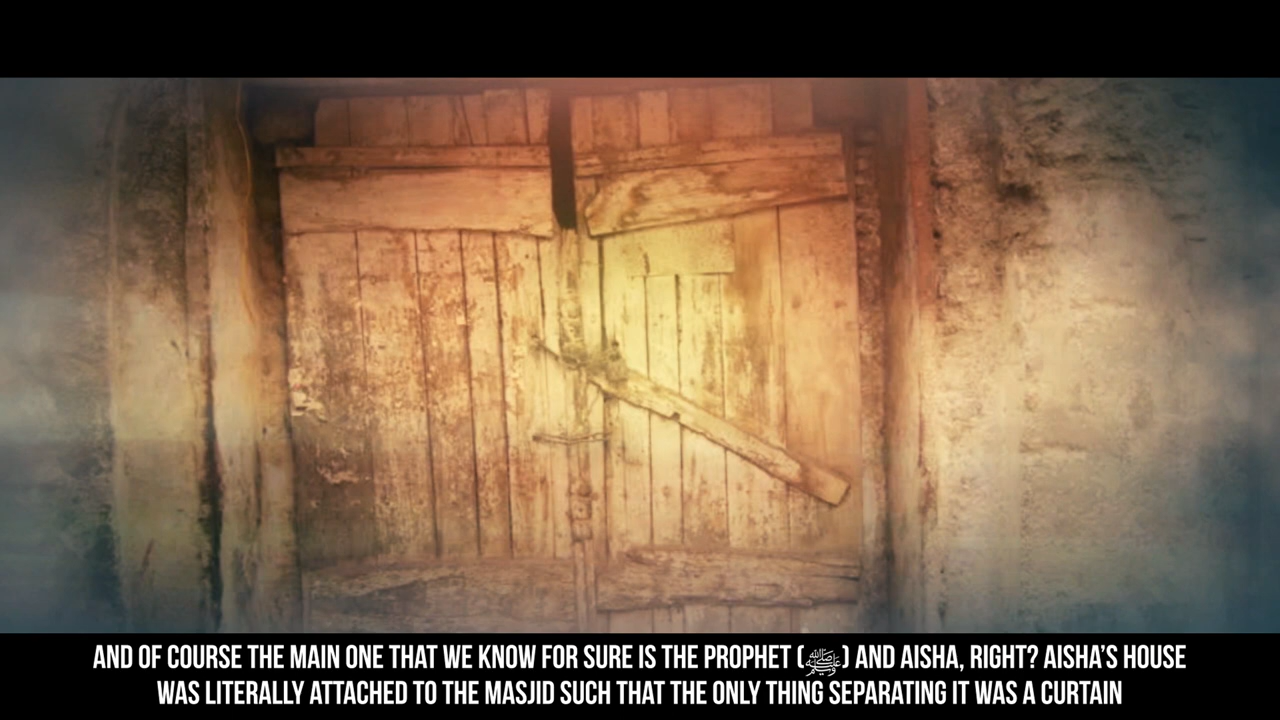 AND OF COURSE THE MAIN ONE THAT WE KNOW FOR SURE IS THE PROPHET (ﷺ) AND AISHA, RIGHT? AISHA'S HOUSE
WAS LITERALLY ATTACHED TO THE MASJID SUCH THAT THE ONLY THING SEPARATING IT WAS A CURTAIN